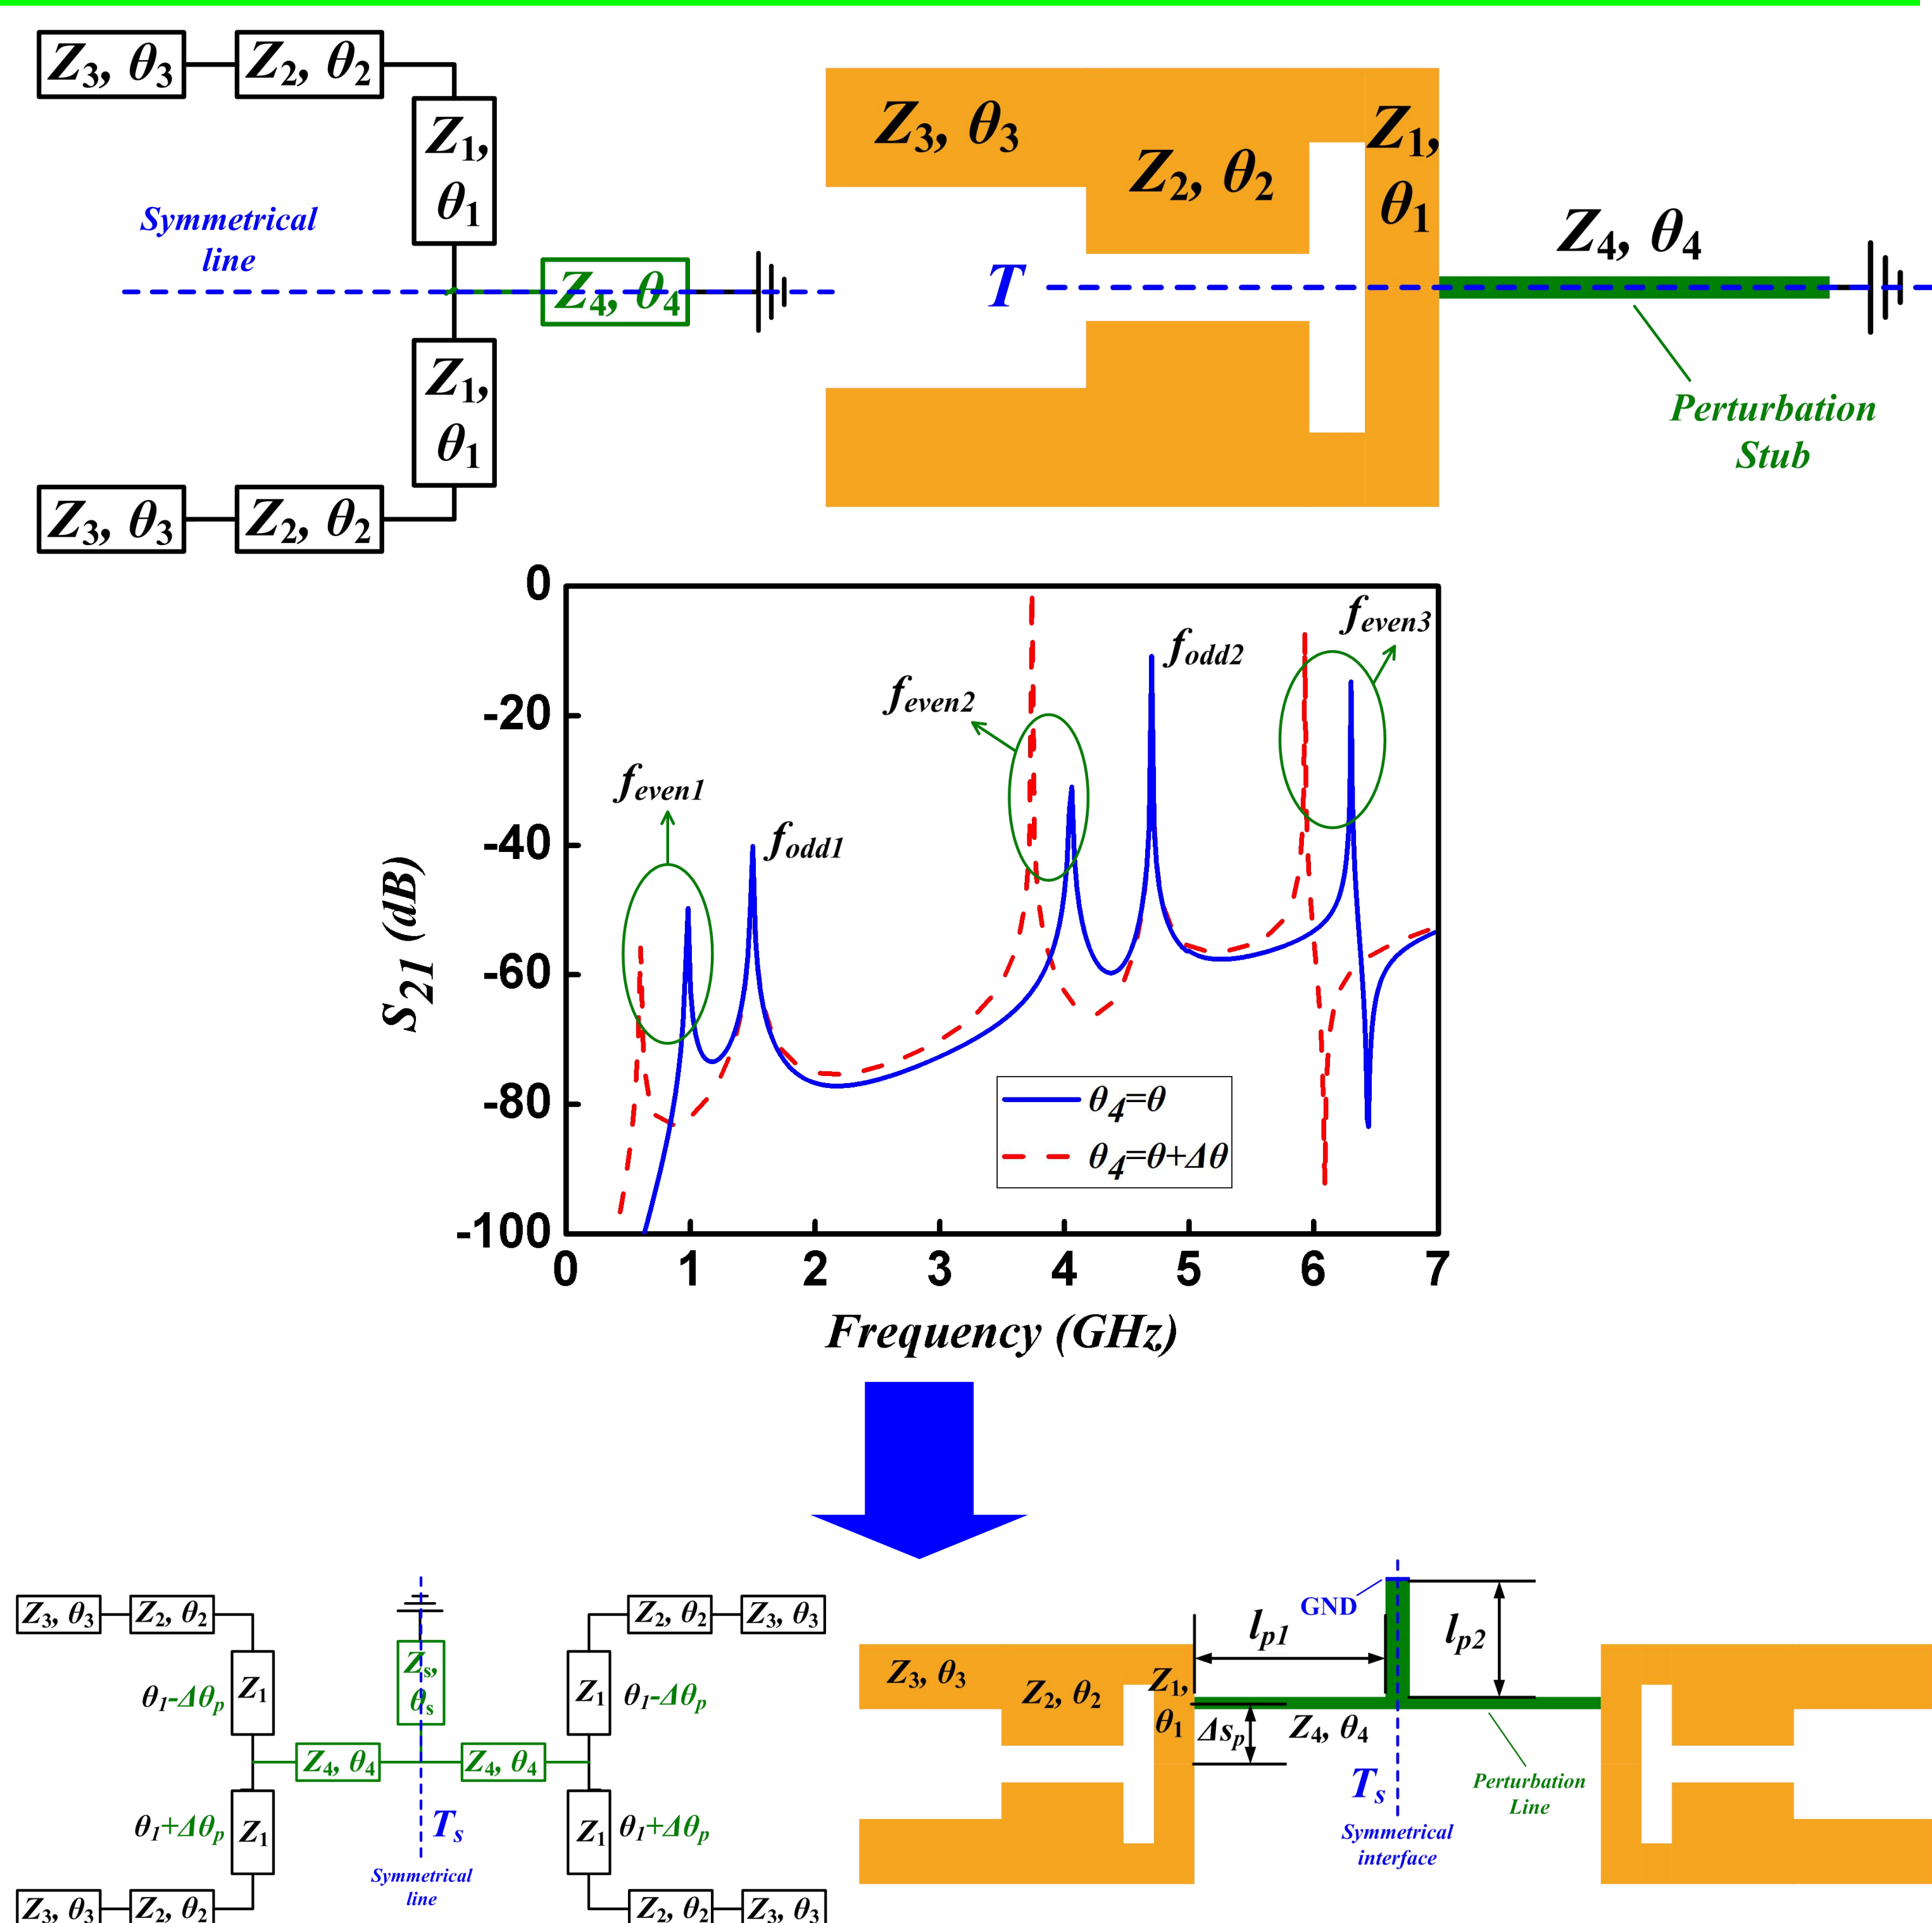 Z3, θ3
Z2, θ2
Z1,
θ1
Symmetrical
line
Z4, θ4
Z1,
θ1
Z3, θ3
Z2, θ2
Z3, θ3
Z2, θ2
Z1,
θ1
T
Z4, θ4
Perturbation
Stub
0
-20
-40
-60
-80
-100
S21 (dB)
feven1
fodd1
feven2
fodd2
feven3
θ4=θ
θ4=θ+Δθ
0 1 2 3 4 5 6 7
Frequency (GHz)
Z3, θ3
Z2, θ2
θ1-Δθp
Z1
Zs,
θs
Z2, θ2
Z3, θ3
Z1
θ1-Δθp
Z4, θ4
Z4, θ4
θ1+Δθp
Z1
Ts
Symmetrical
line
Z1
θ1+Δθp
Z3, θ3
Z2, θ2
Z2, θ2
Z3, θ3
GND
lp1
lp2
Z3, θ3
Z2, θ2
Z1,
θ1
Δsp
Z4, θ4
Ts
Symmetrical
interface
Perturbation
Line